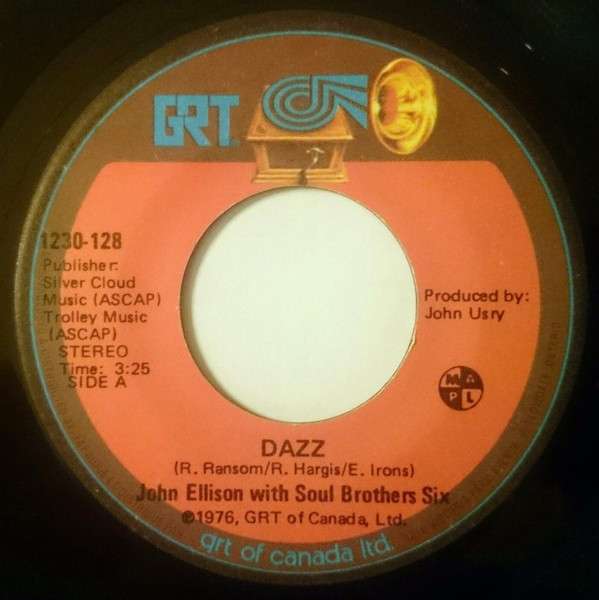 GRT
1230-128
Publisher:
Silver Cloud
Music (ASCAP)
Trolley Music
(ASCAP)
STEREO
Time: 3:25
SIDE A
Produced by:
John Usry
M A
P L
DAZZ
(R. Ransom/R. Hargis/E. Irons)
John Ellison with Soul Brothers Six
℗1976, GRT of Canada, Ltd.
grt of canada ltd.